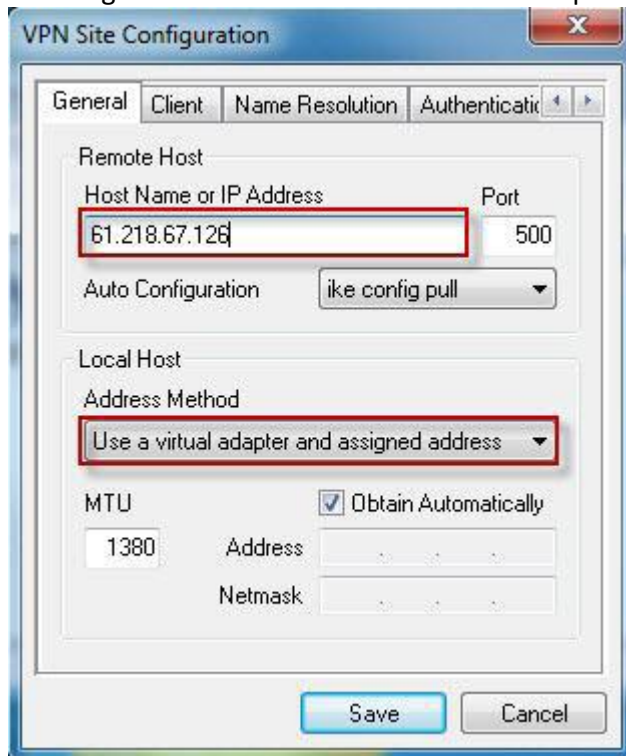 VPN Site Configuration
General Client Name Resolution
Remote Host
Host Name or IP Address Port
61.218.67.126 500
Auto Configuration ike config pull
Local Host
Address Method
Use a virtual adapter and assigned address
MTU Obtain Automatically
1380 Address . . .
Netmask . . .
Save Cancel